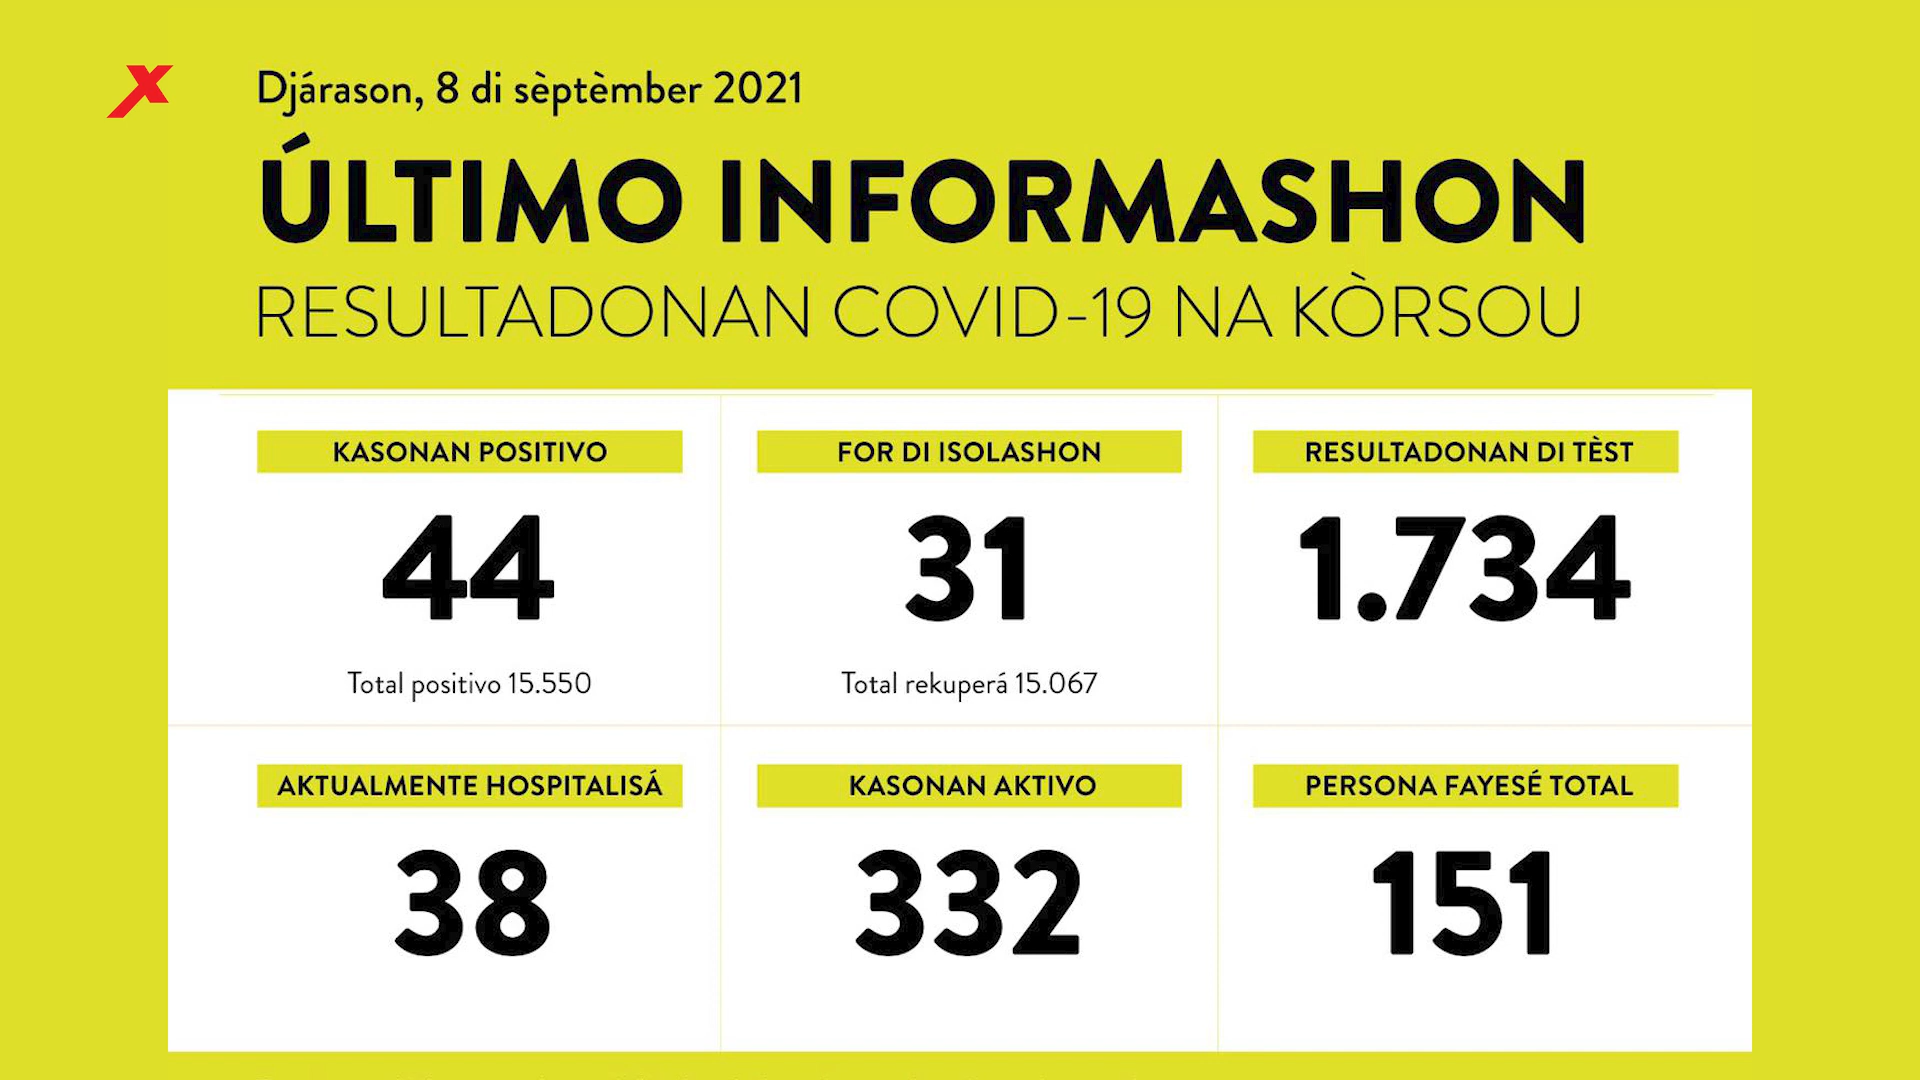 Djárason, 8 di sèptèmber 2021
ÚLTIMO INFORMASHON
RESULTADONAN COVID-19 NA KÒRSOU
KASONAN POSITIVO
44
Total positivo 15.550
FOR DI ISOLASHON
31
Total rekuperá 15.067
RESULTADONAN DI TÈST
1.734
AKTUALMENTE HOSPITALISÁ
38
KASONAN AKTIVO
332
PERSONA FAYESÉ TOTAL
151